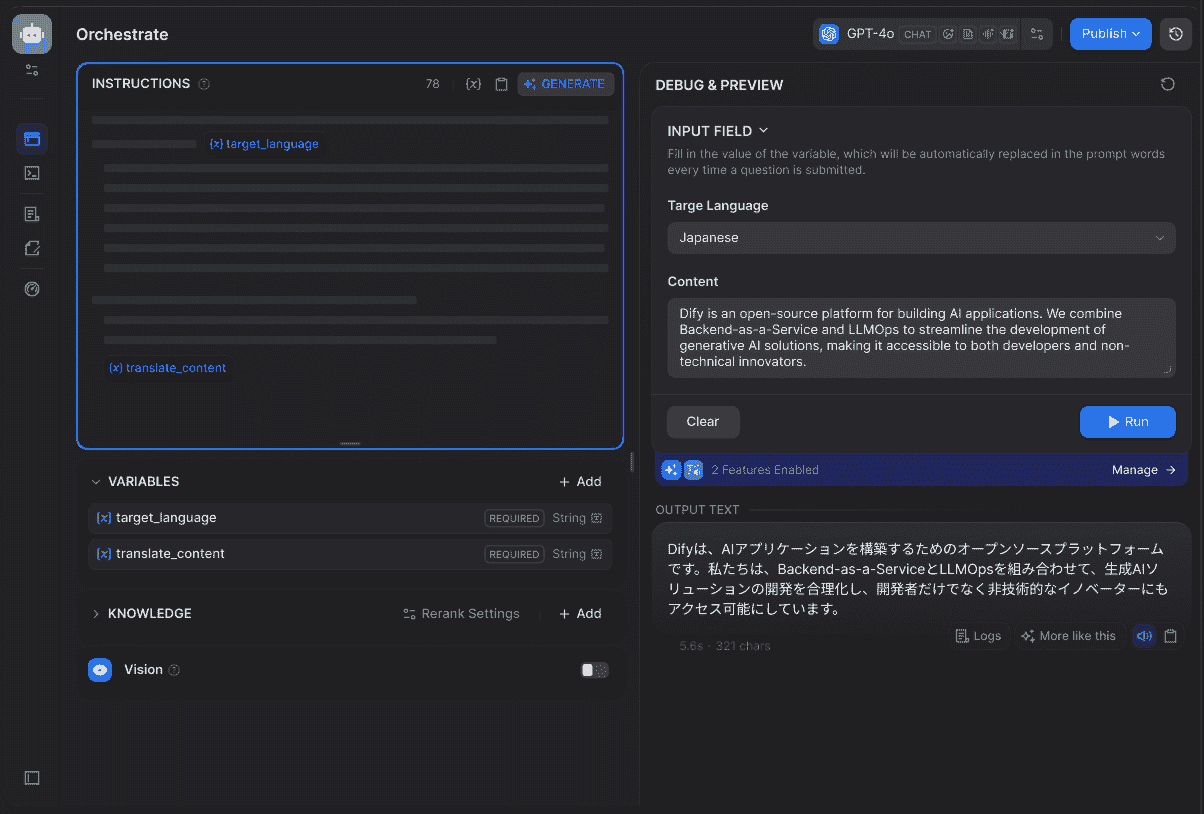 Orchestrate
GPT-4o CHAT
Publish
INSTRUCTIONS
78 {x} GENERATE
{x} target_language
{x} translate_content
VARIABLES
+ Add
{x} target_language REQUIRED String
{x} translate_content REQUIRED String
KNOWLEDGE
Rerank Settings
+ Add
Vision
DEBUG & PREVIEW
INPUT FIELD
Fill in the value of the variable, which will be automatically replaced in the prompt words
every time a question is submitted.
Targe Language
Japanese
Content
Dify is an open-source platform for building AI applications. We combine
Backend-as-a-Service and LLMOps to streamline the development of
generative AI solutions, making it accessible to both developers and non-
technical innovators.
Clear
Run
2 Features Enabled
Manage →
OUTPUT TEXT
Difyは、AIアプリケーションを構築するためのオープンソースプラットフォーム
です。私たちは、Backend-as-a-ServiceとLLMOpsを組み合わせて、生成AIソ
リューションの開発を合理化し、開発者だけでなく非技術的なイノベーターにも
アクセス可能にしています。
5.6s · 321 chars
Logs
More like this